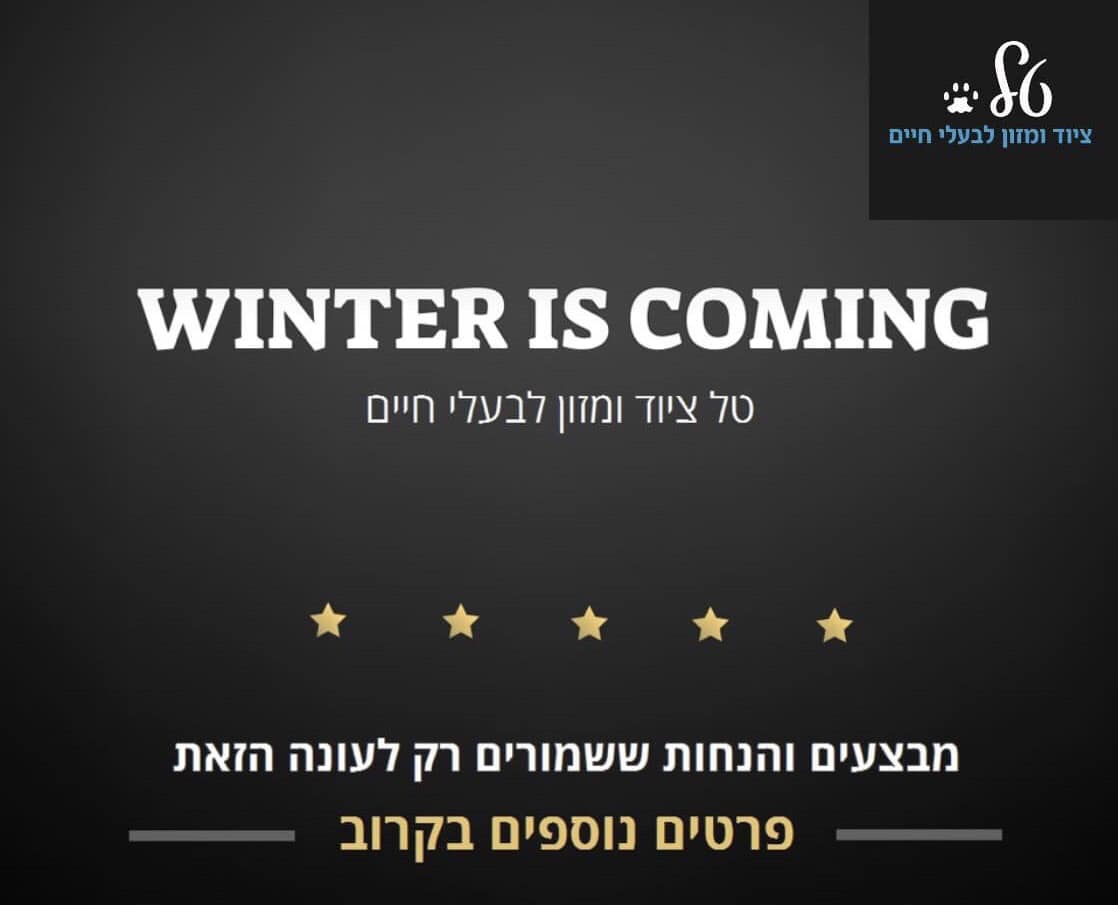 טל
ציוד ומזון לבעלי חיים
WINTER IS COMING
טל ציוד ומזון לבעלי חיים
מבצעים והנחות ששמורים רק לעונה הזאת
פרטים נוספים בקרוב